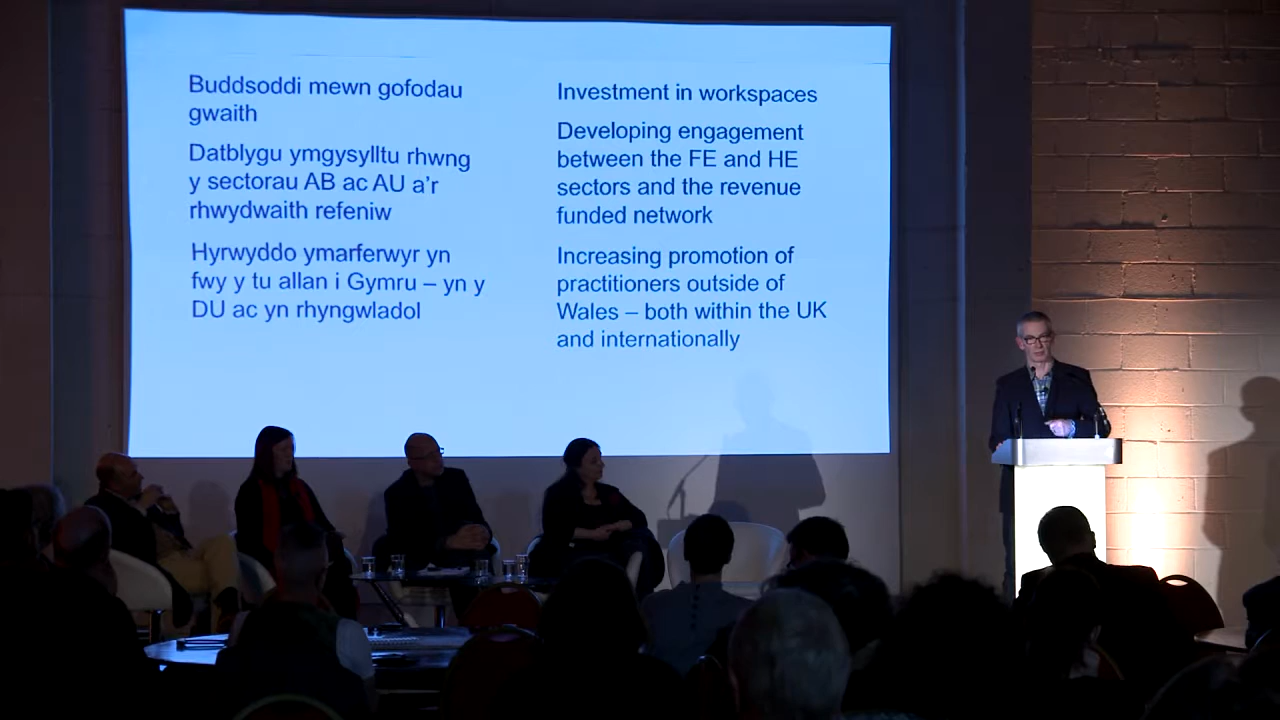 Buddsoddi mewn gofodau
gwaith
Datblygu ymgysylltu rhwng
y sectorau AB ac AU a’r
rhwydwaith refeniw
Hyrwyddo ymarferwyr yn
fwy y tu allan i Gymru – yn y
DU ac yn rhyngwladol
Investment in workspaces
Developing engagement
between the FE and HE
sectors and the revenue
funded network
Increasing promotion of
practitioners outside of
Wales – both within the UK
and internationally